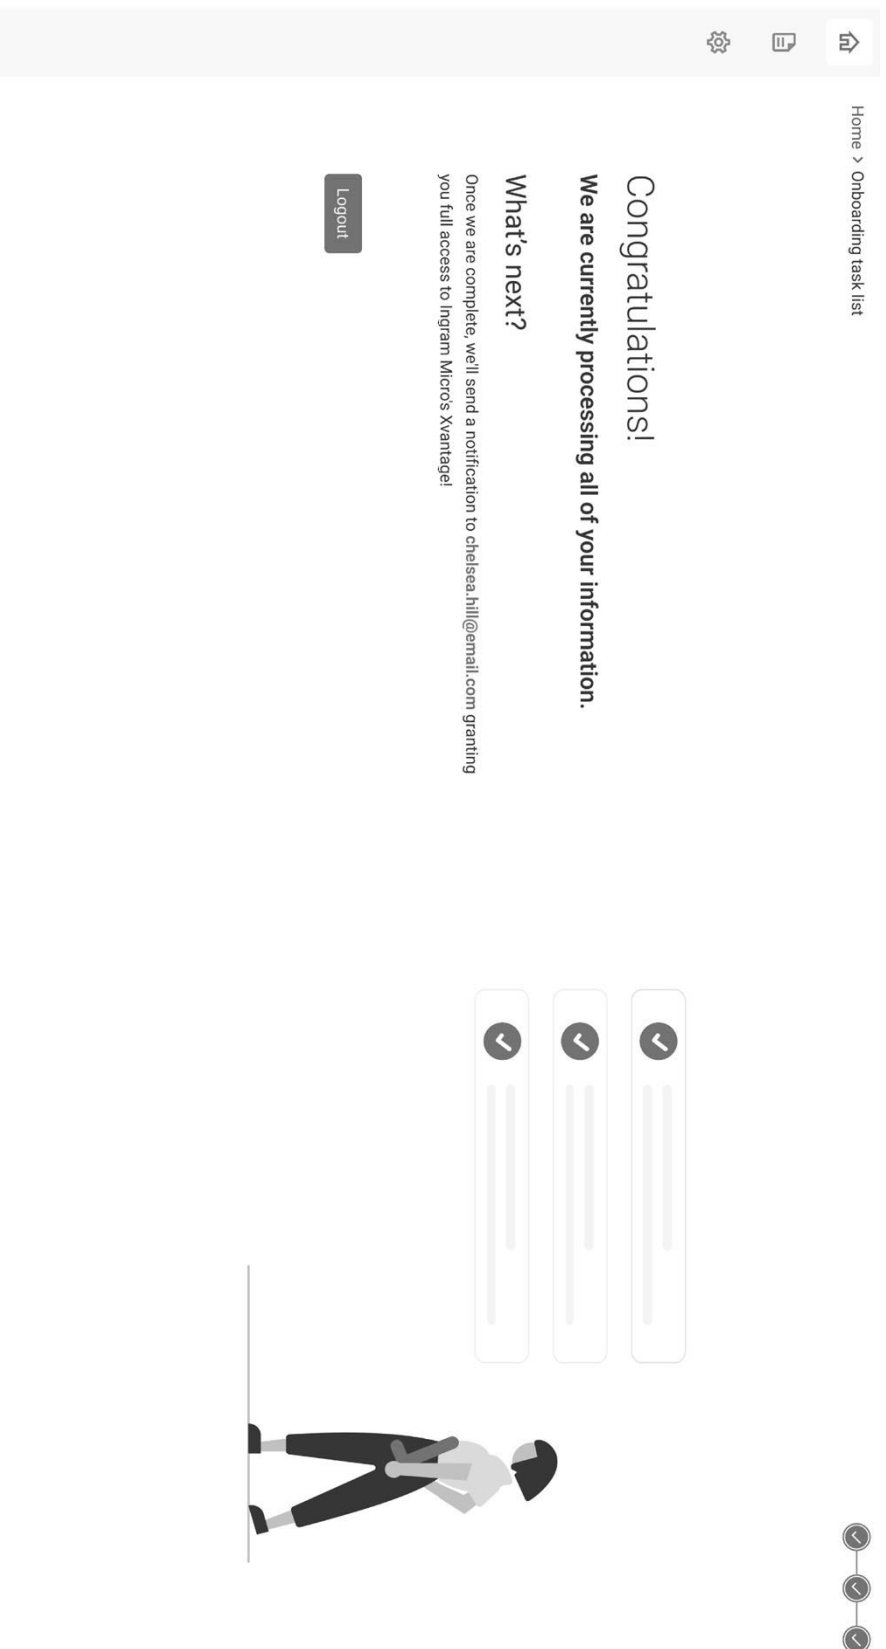 Home > Onboarding task list
Congratulations!
We are currently processing all of your information.
What's next?
Once we are complete, we'll send a notification to chelsea.hill@email.com granting
you full access to Ingram Micro's Xvantage!
Logout